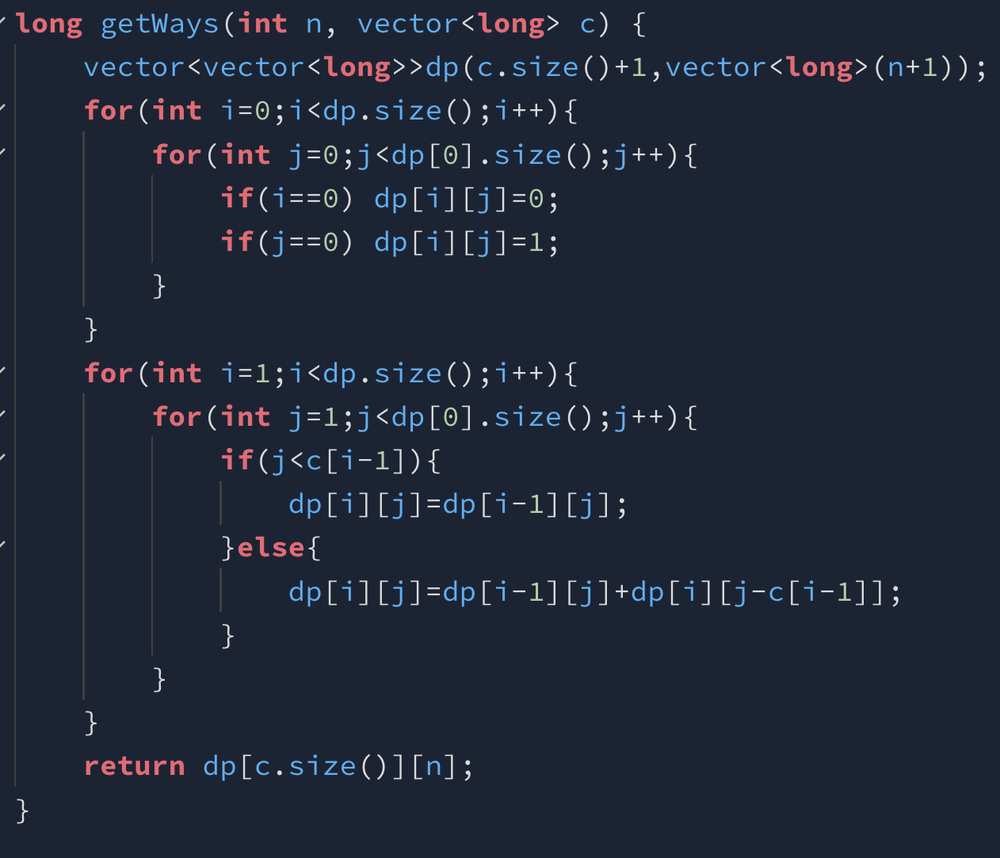 long getWays(int n, vector<long> c) {
    vector<vector<long>>dp(c.size()+1,vector<long>(n+1));
    for(int i=0;i<dp.size();i++){
        for(int j=0;j<dp[0].size();j++){
            if(i==0) dp[i][j]=0;
            if(j==0) dp[i][j]=1;
        }
    }
    for(int i=1;i<dp.size();i++){
        for(int j=1;j<dp[0].size();j++){
            if(j<c[i-1]){
                dp[i][j]=dp[i-1][j];
            }else{
                dp[i][j]=dp[i-1][j]+dp[i][j-c[i-1]];
            }
        }
    }
    return dp[c.size()][n];
}